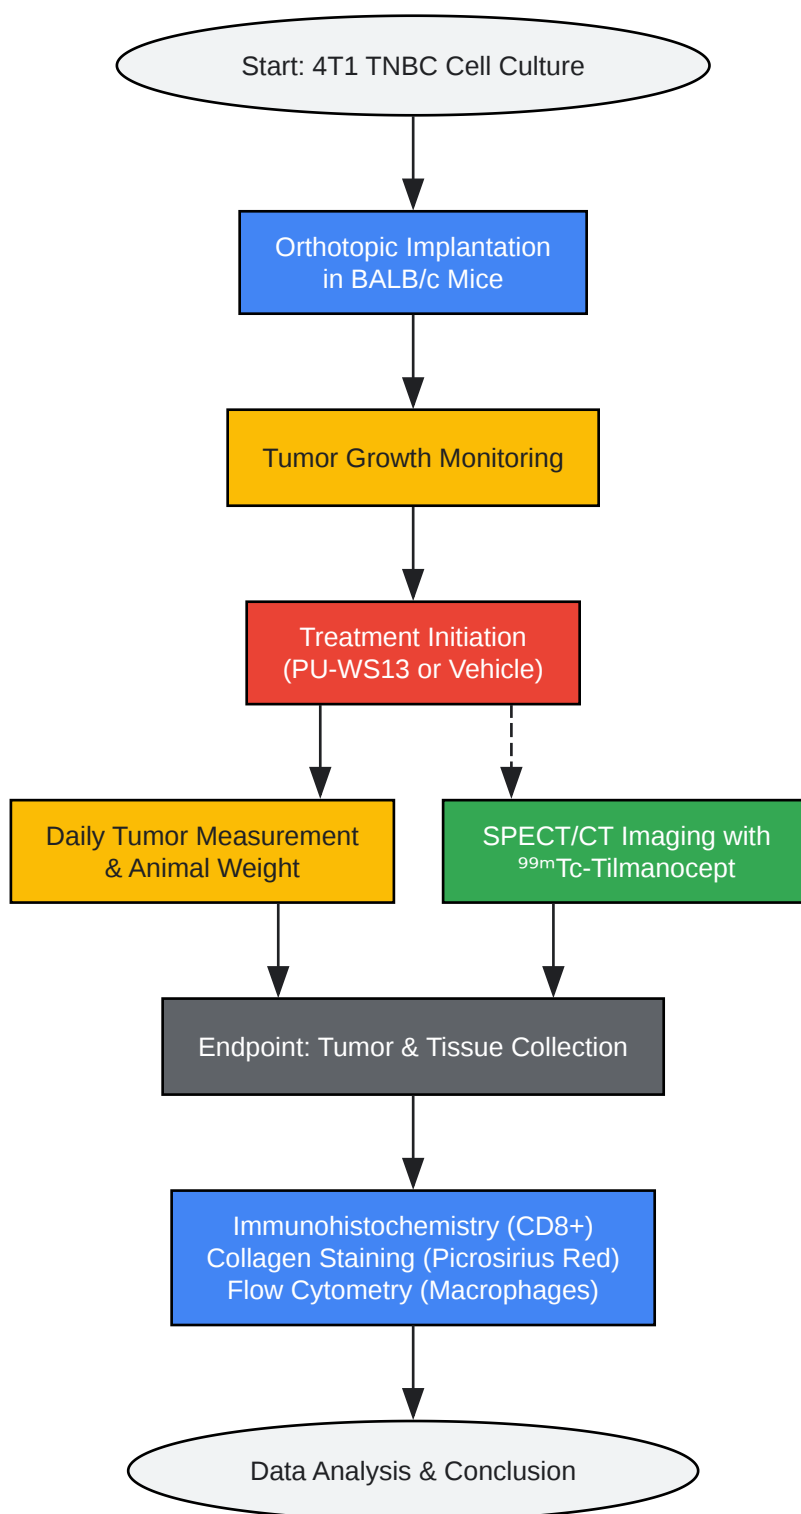 Start: 4T1 TNBC Cell Culture
Orthotopic Implantation
in BALB/c Mice
Tumor Growth Monitoring
Treatment Initiation
(PU-WS13 or Vehicle)
Daily Tumor Measurement
& Animal Weight
SPECT/CT Imaging with
⁹⁹ᵐTc-Tilmanocept
Endpoint: Tumor & Tissue Collection
Immunohistochemistry (CD8+)
Collagen Staining (Picrosirius Red)
Flow Cytometry (Macrophages)
Data Analysis & Conclusion